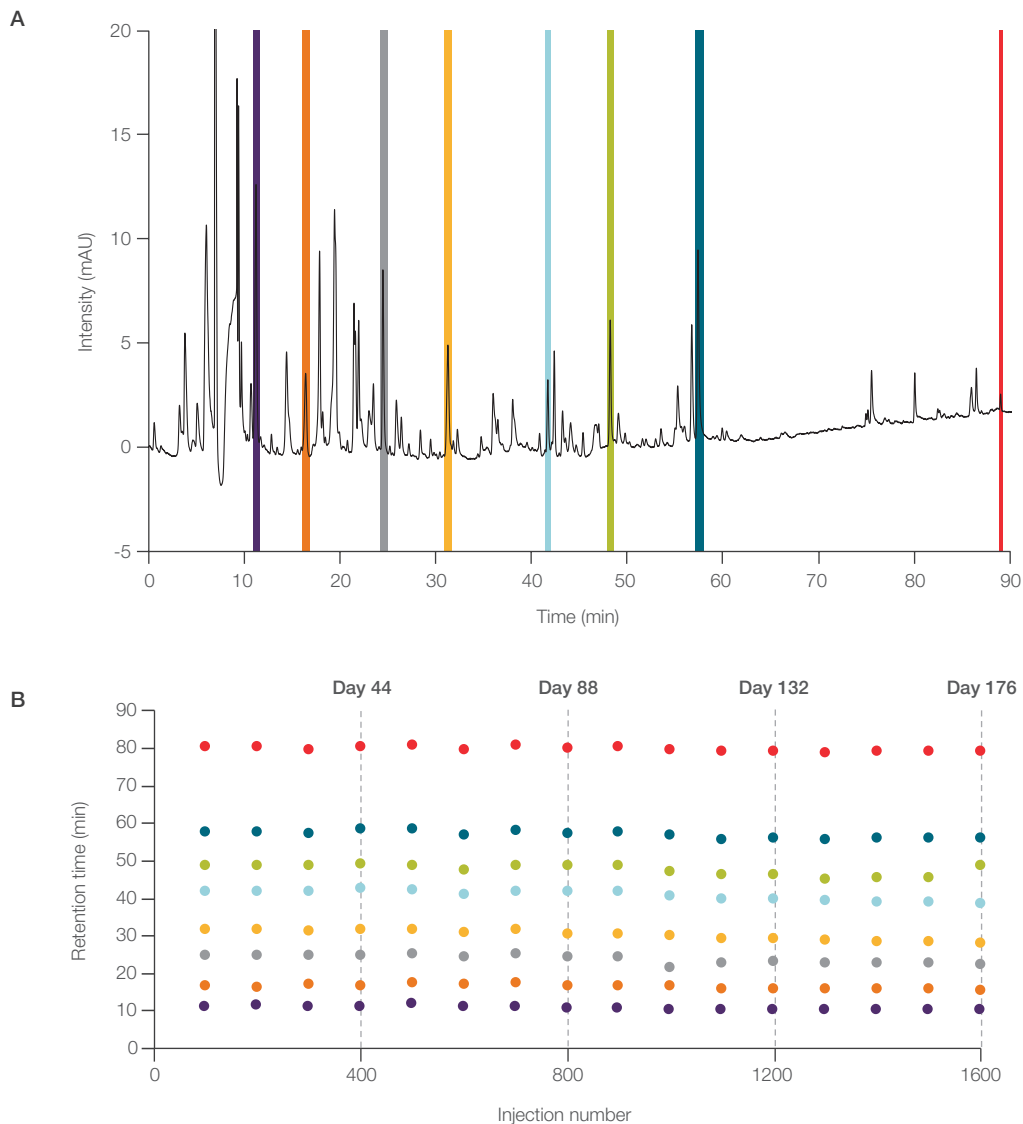 A
20
15
10
5
0
-5
Intensity (mAU)
0 10 20 30 40 50 60 70 80 90
Time (min)
B
Day 44 Day 88 Day 132 Day 176
90
80
70
60
50
40
30
20
10
0
Retention time (min)
0 400 800 1200 1600
Injection number